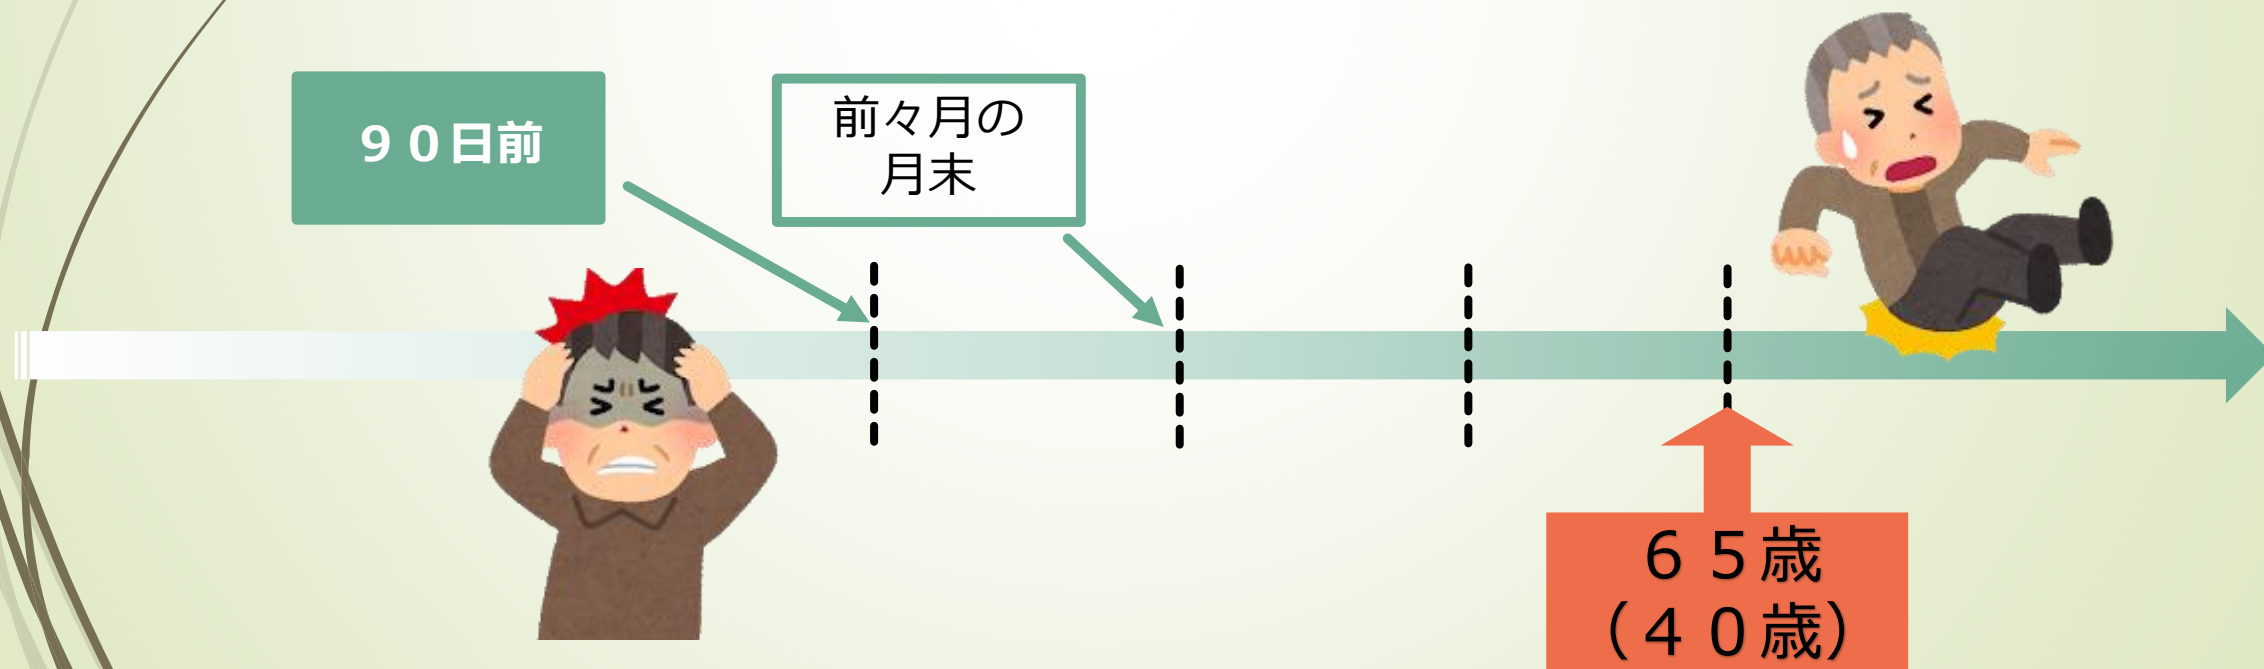 ９０日前
前々月の
月末
６５歳
（４０歳）